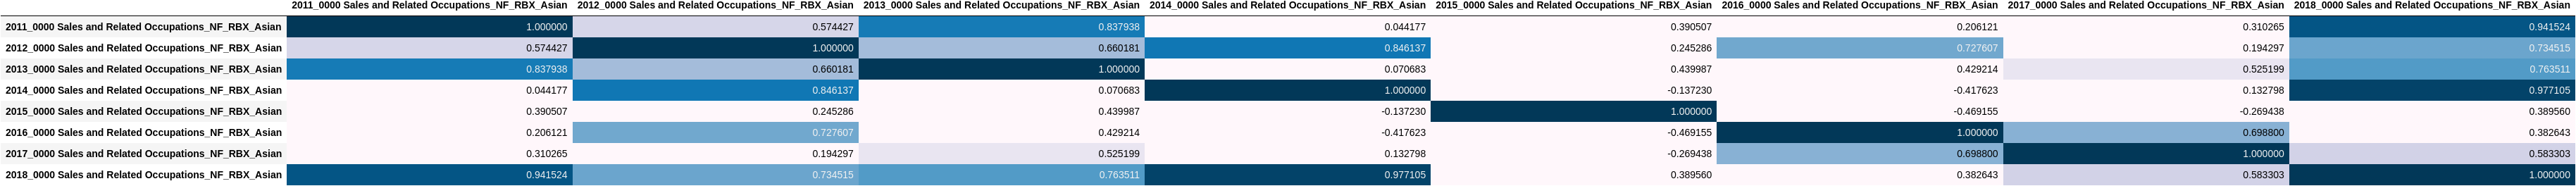 2011_0000 Sales and Related Occupations_NF_RBX_Asian 2012_0000 Sales and Related Occupations_NF_RBX_Asian 2013_0000 Sales and Related Occupations_NF_RBX_Asian 2014_0000 Sales and Related Occupations_NF_RBX_Asian 2015_0000 Sales and Related Occupations_NF_RBX_Asian 2016_0000 Sales and Related Occupations_NF_RBX_Asian 2017_0000 Sales and Related Occupations_NF_RBX_Asian 2018_0000 Sales and Related Occupations_NF_RBX_Asian
2011_0000 Sales and Related Occupations_NF_RBX_Asian 1.000000 0.574427 0.837938 0.044177 0.390507 0.206121 0.310265 0.941524
2012_0000 Sales and Related Occupations_NF_RBX_Asian 0.574427 1.000000 0.660181 0.846137 0.245286 0.727607 0.194297 0.734515
2013_0000 Sales and Related Occupations_NF_RBX_Asian 0.837938 0.660181 1.000000 0.070683 0.439987 0.429214 0.525199 0.763511
2014_0000 Sales and Related Occupations_NF_RBX_Asian 0.044177 0.846137 0.070683 1.000000 -0.137230 -0.417623 0.132798 0.977105
2015_0000 Sales and Related Occupations_NF_RBX_Asian 0.390507 0.245286 0.439987 -0.137230 1.000000 -0.469155 -0.269438 0.389560
2016_0000 Sales and Related Occupations_NF_RBX_Asian 0.206121 0.727607 0.429214 -0.417623 -0.469155 1.000000 0.698800 0.382643
2017_0000 Sales and Related Occupations_NF_RBX_Asian 0.310265 0.194297 0.525199 0.132798 -0.269438 0.698800 1.000000 0.583303
2018_0000 Sales and Related Occupations_NF_RBX_Asian 0.941524 0.734515 0.763511 0.977105 0.389560 0.382643 0.583303 1.000000